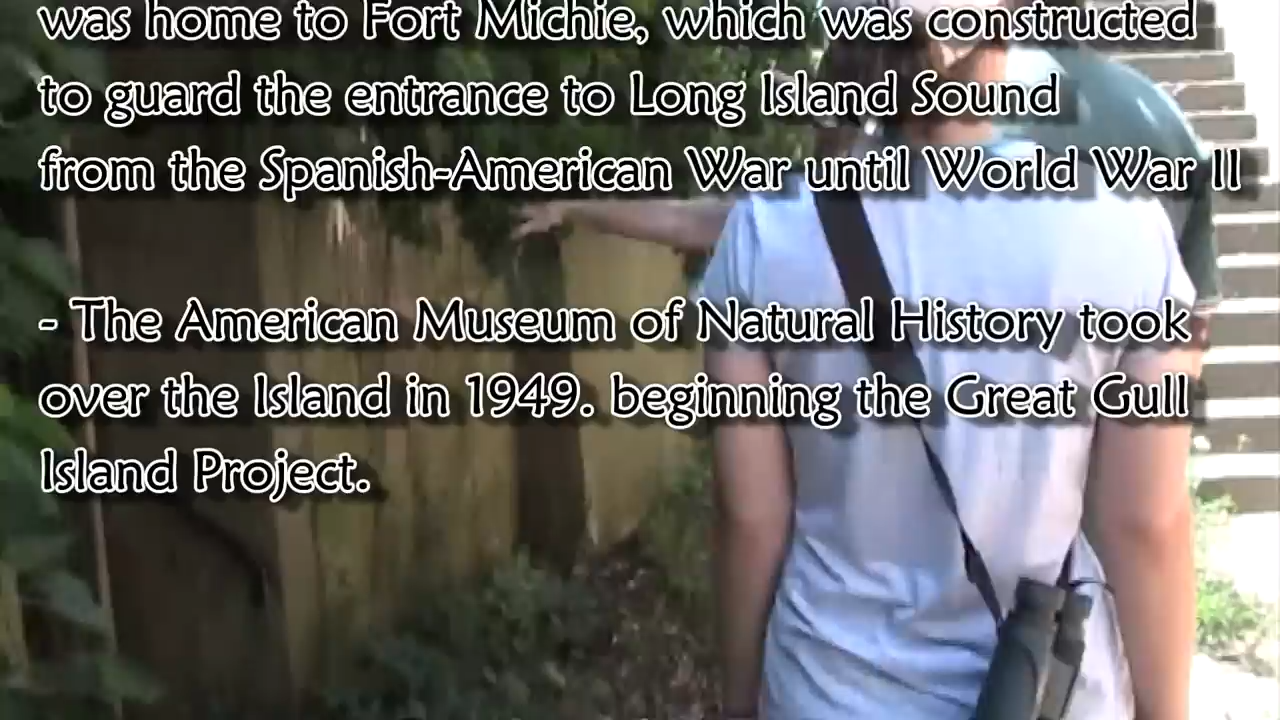 was home to Fort Michie, which was constructed
to guard the entrance to Long Island Sound
from the Spanish-American War until World War II
- The American Museum of Natural History took
over the Island in 1949. beginning the Great Gull
Island Project.